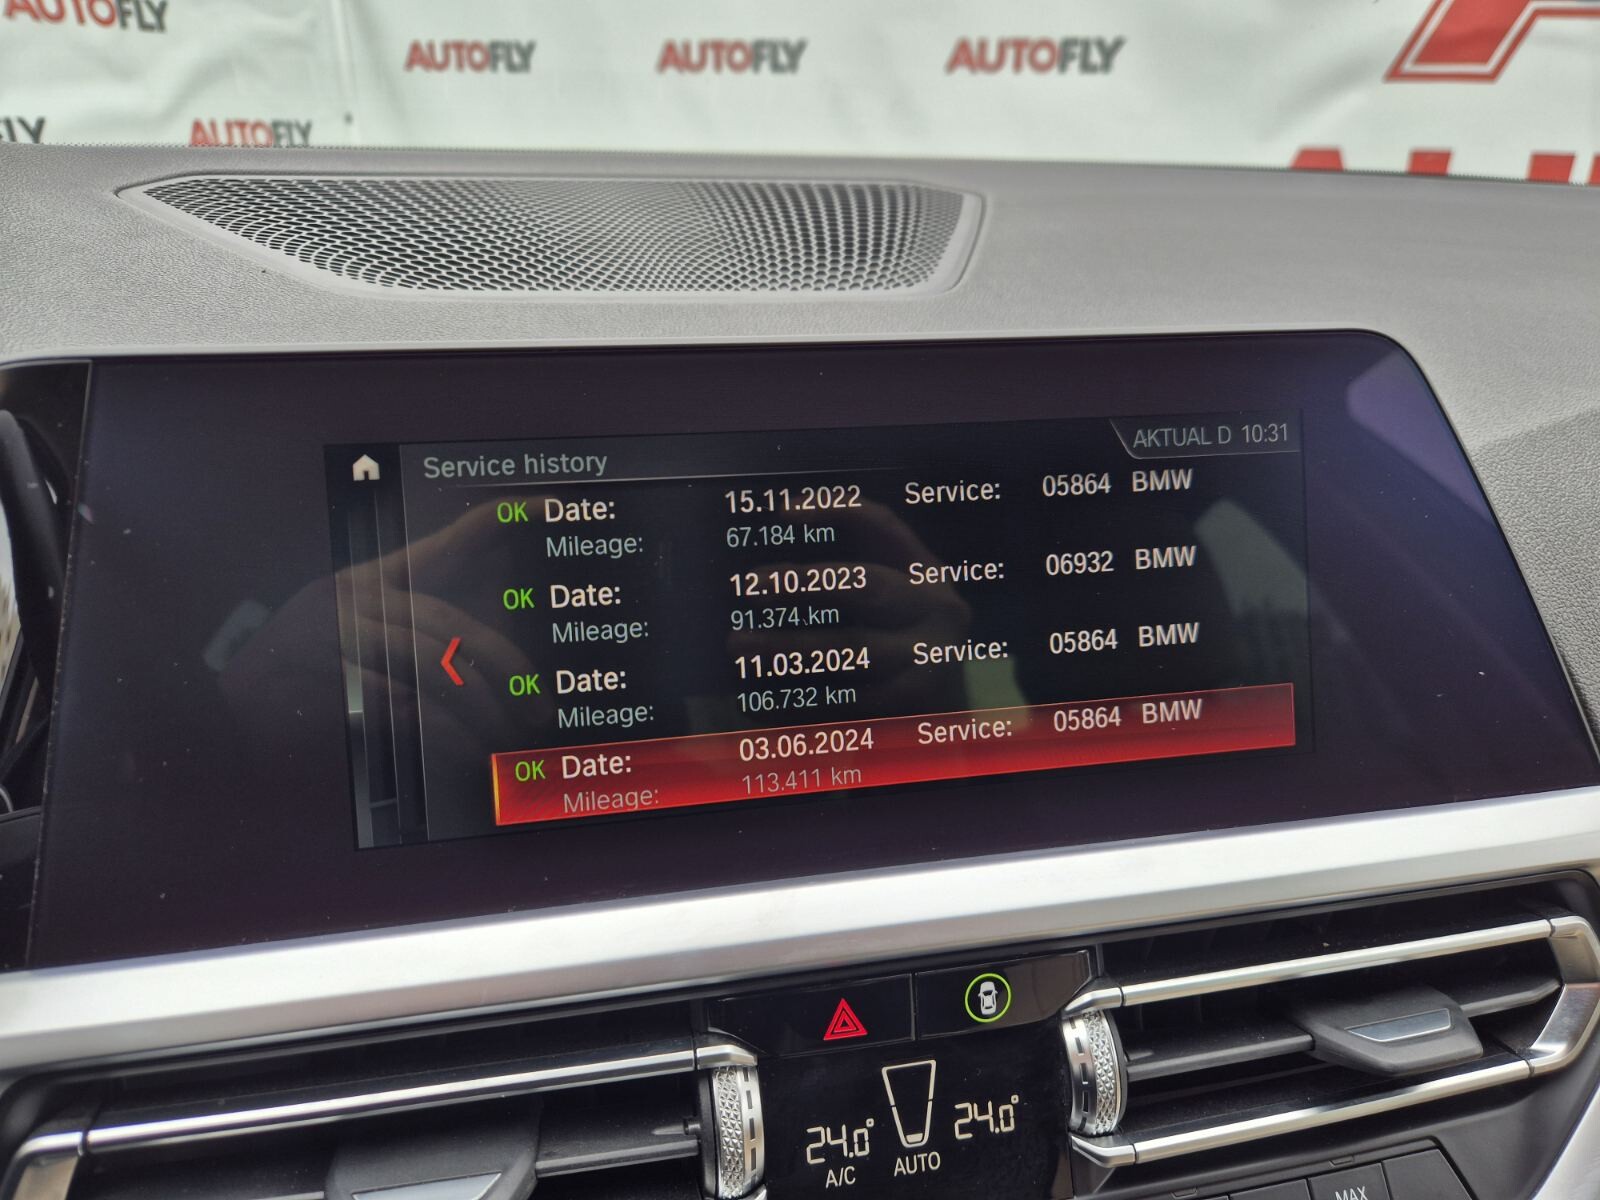 AUTOFLY
AUTOFLY
AUTOFLY
AUTOFLY
AUTOFLY
AKTUAL D 10:31
Service history
OK Date: 15.11.2022 Service: 05864 BMW
Mileage: 67.184 km
OK Date: 12.10.2023 Service: 06932 BMW
Mileage: 91.374 km
OK Date: 11.03.2024 Service: 05864 BMW
Mileage: 106.732 km
OK Date: 03.06.2024 Service: 05864 BMW
Mileage: 113.411 km
24.0° 24.0°
A/C AUTO
MAX